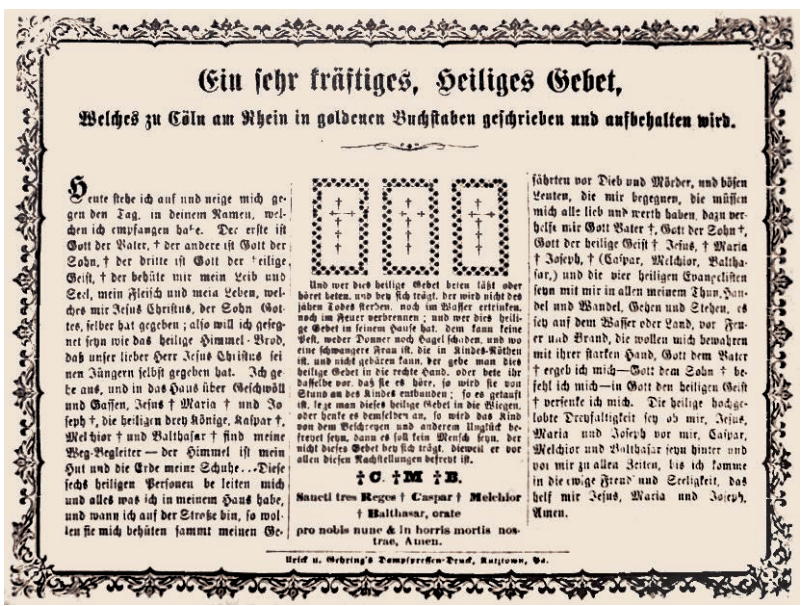 Ein sehr kräftiges, Heiliges Gebet,
Welches zu Cöln am Rhein in goldenen Buchstaben geschrieben und aufbehalten wird.
Heute stehe ich auf und neige mich ge-
gen den Tag, in deinem Namen, wel-
chen ich empfangen habe. Der erste ist
Gott der Vater, † der andere ist Gott der
Sohn, † der dritte ist Gott der heilige
Geist, † der behüte mir mein Leib und
Seel, mein Fleisch und mein Leben, wel-
ches mir Jesus Christus, der Sohn Got-
tes, selber hat gegeben; also will ich geseg-
net seyn wie das heilige Himmel-Brod,
daß unser lieber Herr Jesus Christus sei
nen Jüngern selbst gegeben hat. Ich ge-
he aus, und in das Haus über Geschwöll
und Gassen, Jesus † Maria † und Jo
seph †, die heiligen drey Könige, Kaspar †,
Melchior † und Balthasar † sind meine
Weg-Begleiter — der Himmel ist mein
Hut und die Erde meine Schuhe...Diese
sechs heiligen Personen be leiten mich
und alles was ich in meinem Haus habe,
und wann ich auf der Stroße bin, so wol-
len sie mich behüten sammt meinen Ge-
Und wer dies heilige Gebet beten läßt oder
höret beten, und bey sich trägt, der wird nicht des
jähen Todes sterben, noch im Wasser ertrinken,
noch im Feuer verbrennen; und wer dies heili-
ge Gebet in seinem Hause hat, dem kann keine
Pest, weder Donner noch Hagel schaden, und wo
eine schwangere Frau ist, die in Kindes-Nöthen
ist, und nicht gebären kann, der gebe man dies
heilige Gebet in die rechte Hand, oder bete ihr
dasselbe vor, daß sie es höre, so wird sie von
Stund an des Kindes entbunden; so es getauft
ist, lege man dieses heilige Gebet in die Wiegen,
oder henke es demselben an, so wird das Kind
von dem Beschreyen und anderem Unglück be-
freyet seyn, dann es soll kein Mensch seyn, der
nicht dieses Gebet bey sich trägt, dieweil er vor
allen diesen Nachstellungen befreyt ist.
†C. †M †B.
Sancti tres Reges † Caspar † Melchior
† Balthasar, orate
pro nobis nunc & in horris mortis nos-
trae, Amen.
fährten vor Dieb und Mörder, und bösen
Leuten, die mir begegnen, die müssen
mich alle lieb und werth haben, dazu ver-
helfe mir Gott Vater †, Gott der Sohn †,
Gott der heilige Geist † Jesus, † Maria
† Joseph, † (Caspar, Melchior, Baltha-
sar,) und die vier heiligen Evangelisten
seyn mit mir in allen meinem Thun, Han-
del und Wandel, Gehen und Stehen, es
sey auf dem Wasser oder Land, vor Feu-
er und Brand, die wollen mich bewahren
mit ihrer starken Hand, Gott dem Vater
† ergeb ich mich—Gott dem Sohn † be-
fehl ich mich—in Gott den heiligen Geist
† versenke ich mich. Die heilige hochge-
lobte Dreyfaltigkeit sey ob mir, Jesus,
Maria und Joseph vor mir, Caspar,
Melchior und Balthasar seyn hinter und
vor mir zu allen Zeiten, bis ich komme
in die ewige Freud' und Seeligkeit, das
helf mir Jesus, Maria und Joseph,
Amen.
Urick u. Gehring's Dampfpressen-Druck, Kutztown, Pa.